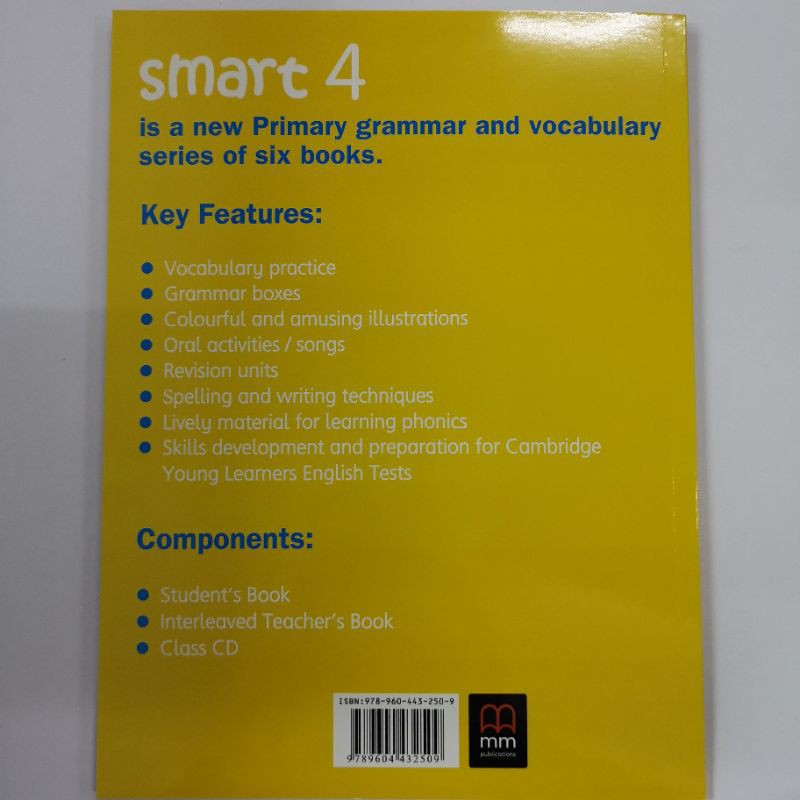 smart 4
is a new Primary grammar and vocabulary
series of six books.
Key Features:
Vocabulary practice
Grammar boxes
Colourful and amusing illustrations
Oral activities / songs
Revision units
Spelling and writing techniques
Lively material for learning phonics
Skills development and preparation for Cambridge
Young Learners English Tests
Components:
Student's Book
Interleaved Teacher's Book
Class CD
ISBN:978-960-443-250-9
9789604432509
mm
publications